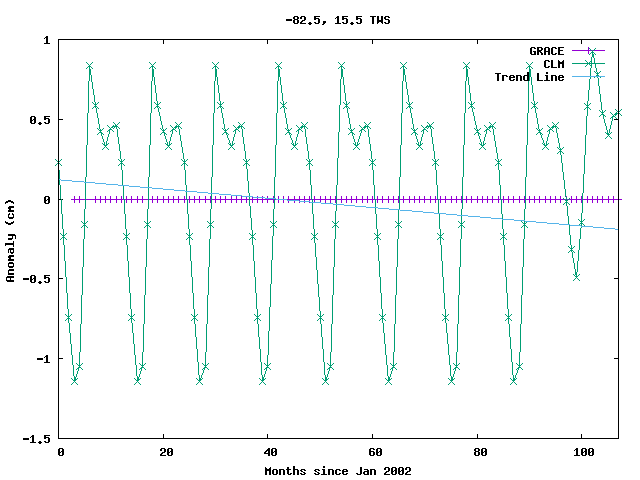 -82.5, 15.5 TWS
GRACE
CLM
Trend Line
1
0.5
0
-0.5
-1
-1.5
Anomaly (cm)
0 20 40 60 80 100
Months since Jan 2002